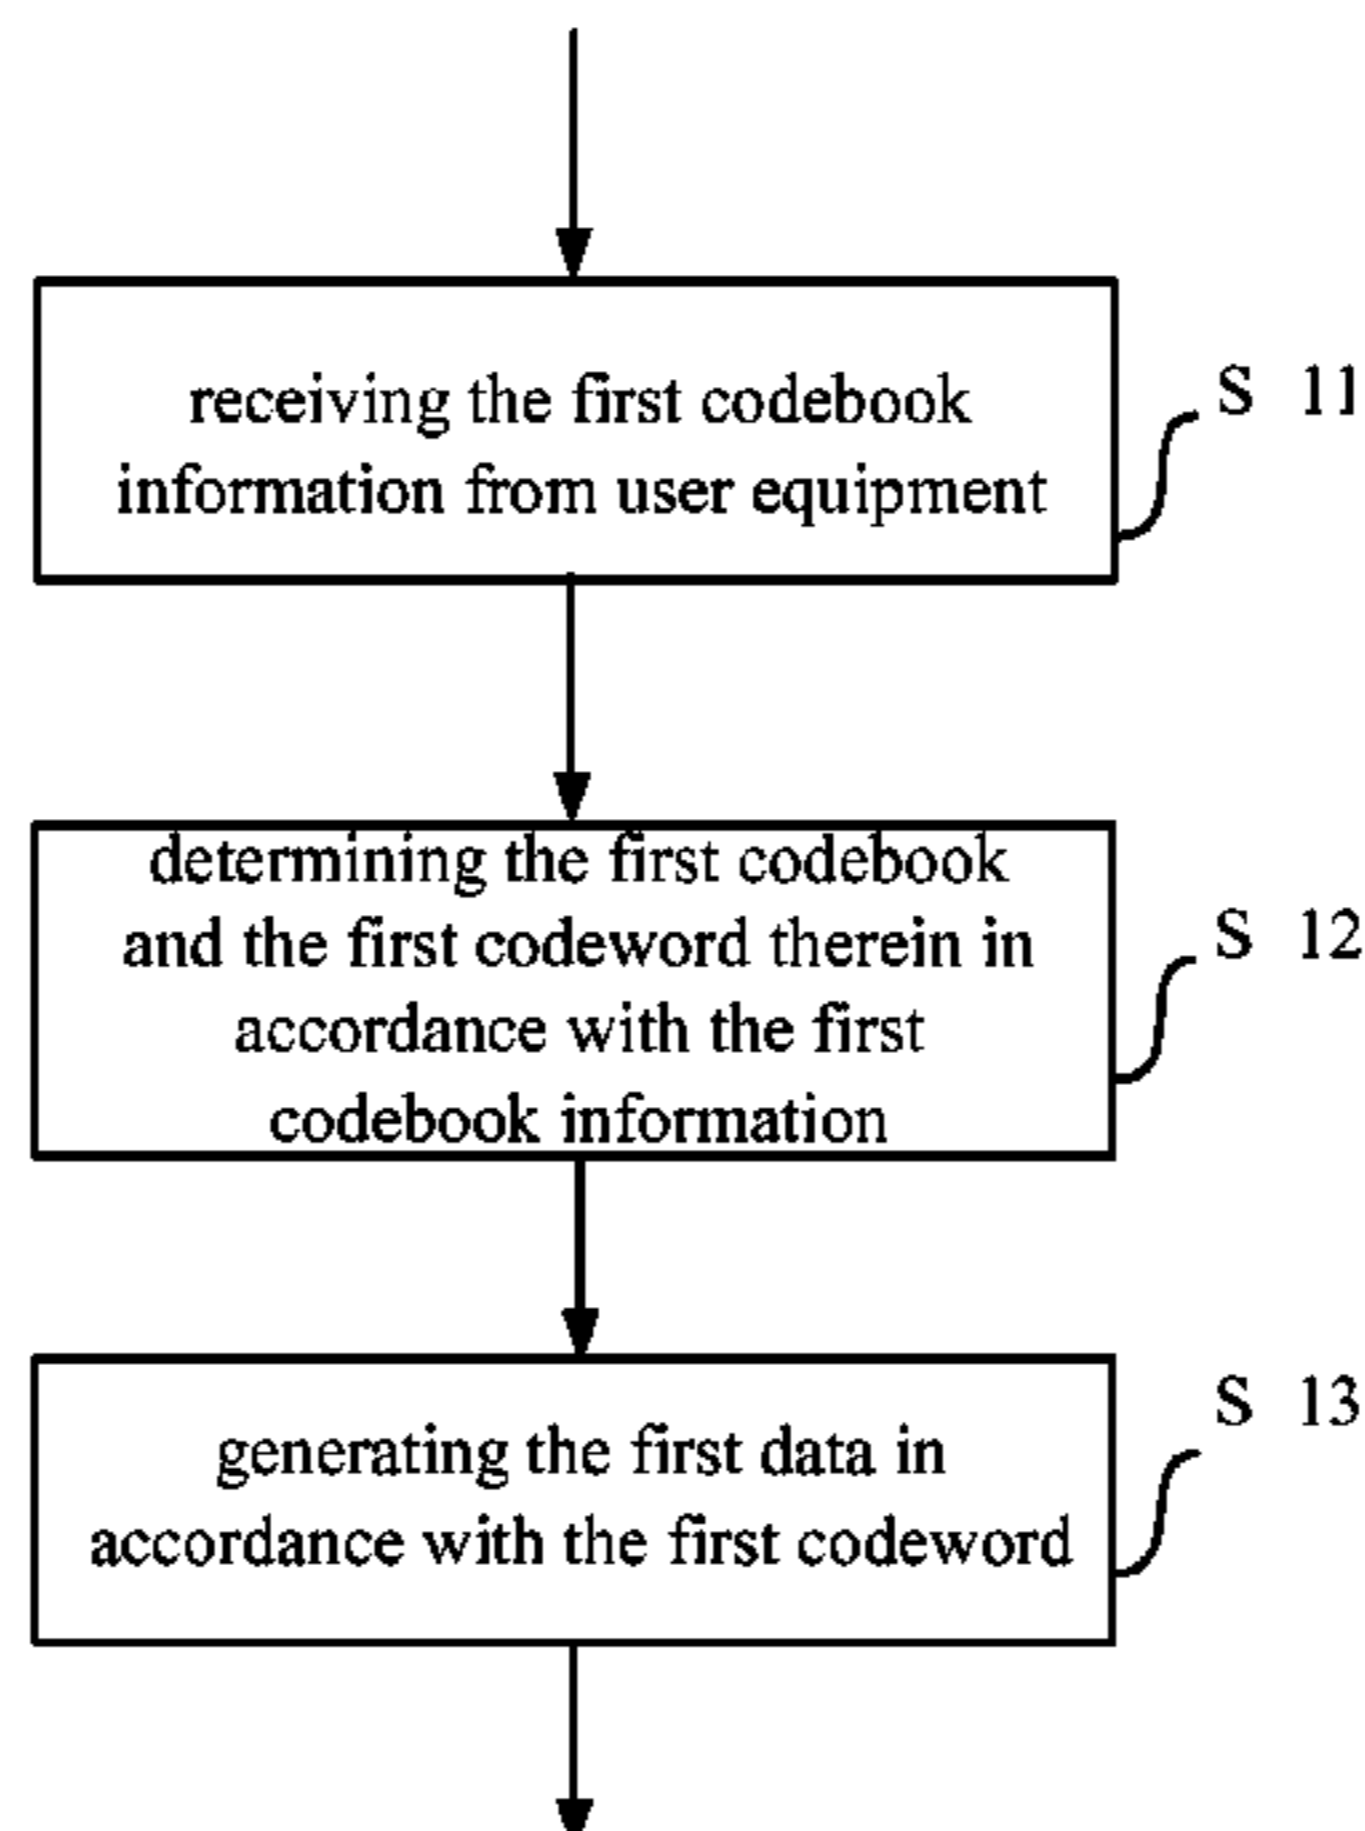 receiving the first codebook
information from user equipment
S 11
determining the first codebook
and the first codeword therein in
accordance with the first
codebook information
S 12
generating the first data in
accordance with the first codeword
S 13